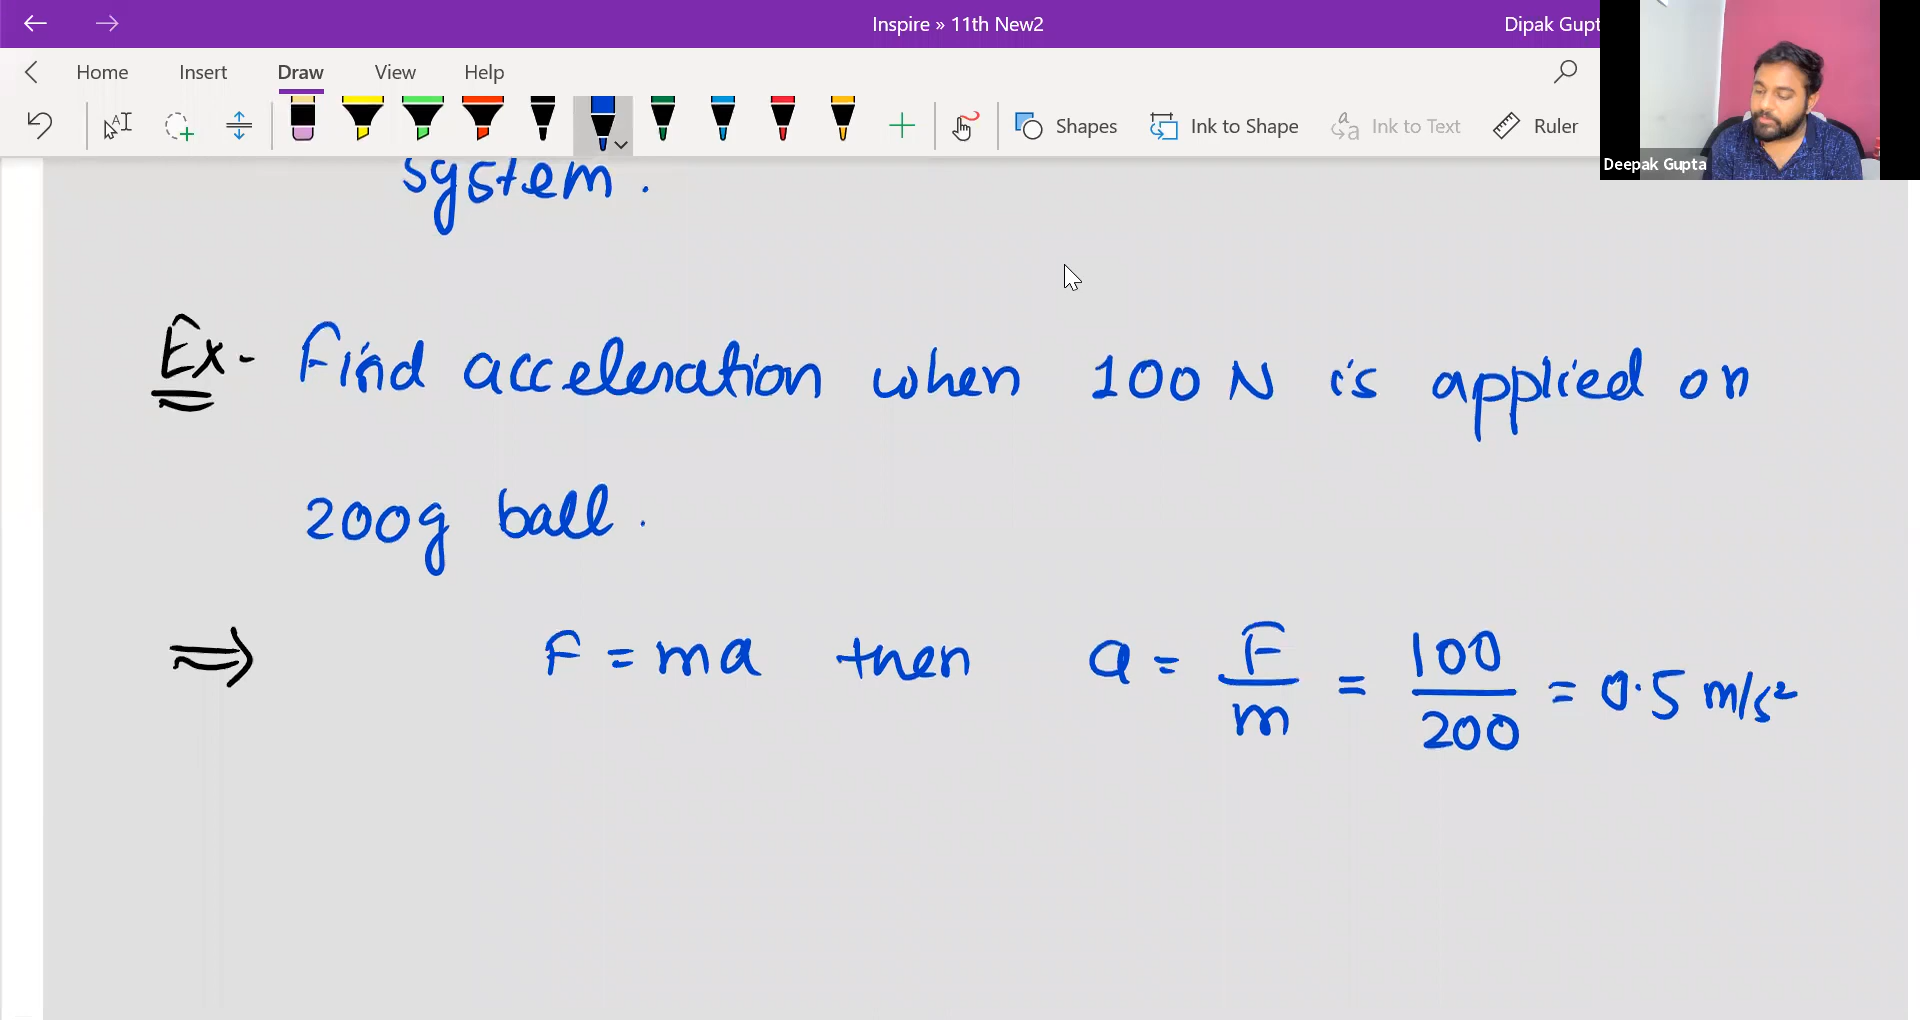 Inspire » 11th New2
Dipak Gupt
Home Insert Draw View Help
Shapes Ink to Shape Ink to Text Ruler
Deepak Gupta
system.
Ex- Find acceleration when 100 N is applied on
200g ball.
⇒ F = ma then a = F/m = 100/200 = 0.5 m/s²